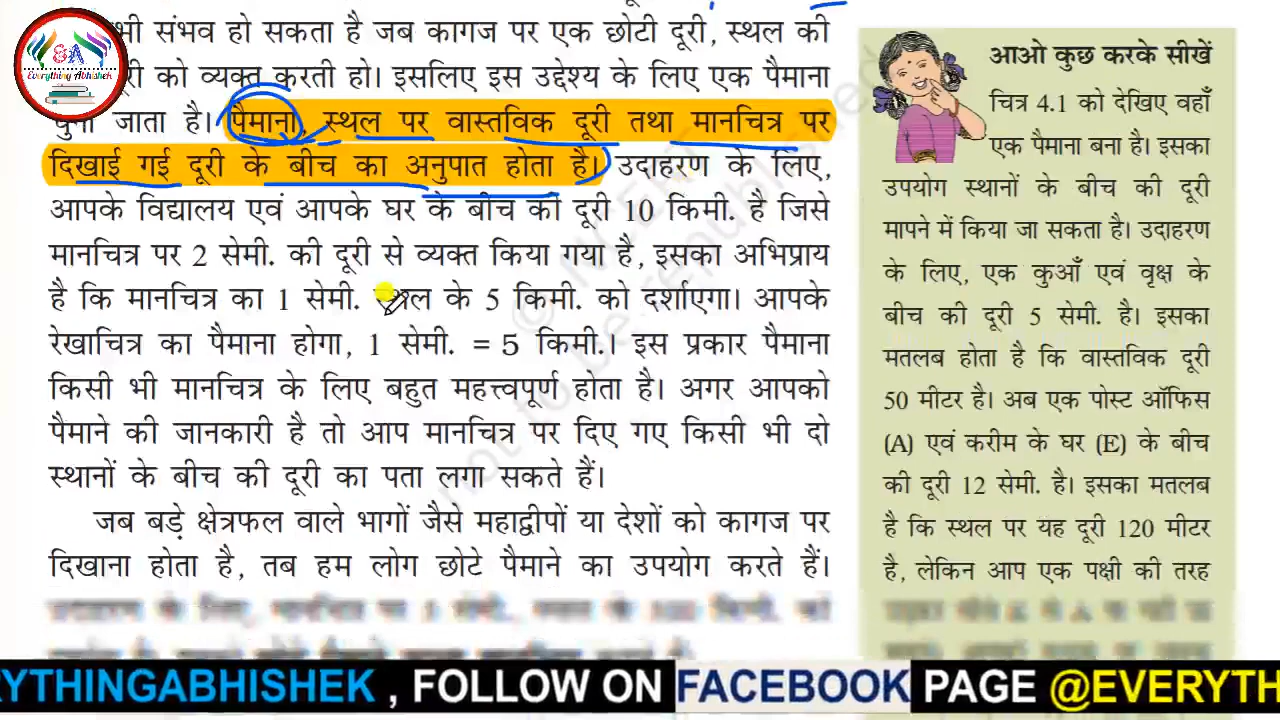 भी संभव हो सकता है जब कागज पर एक छोटी दूरी, स्थल की
को व्यक्त करती हो। इसलिए इस उद्देश्य के लिए एक पैमाना
जाता है। पैमाना, स्थल पर वास्तविक दूरी तथा मानचित्र पर
दिखाई गई दूरी के बीच का अनुपात होता है। उदाहरण के लिए,
आपके विद्यालय एवं आपके घर के बीच की दूरी 10 किमी. है जिसे
मानचित्र पर 2 सेमी. की दूरी से व्यक्त किया गया है, इसका अभिप्राय
है कि मानचित्र का 1 सेमी. स्थल के 5 किमी. को दर्शाएगा। आपके
रेखाचित्र का पैमाना होगा, 1 सेमी. = 5 किमी.। इस प्रकार पैमाना
किसी भी मानचित्र के लिए बहुत महत्त्वपूर्ण होता है। अगर आपको
पैमाने की जानकारी है तो आप मानचित्र पर दिए गए किसी भी दो
स्थानों के बीच की दूरी का पता लगा सकते हैं।
जब बड़े क्षेत्रफल वाले भागों जैसे महाद्वीपों या देशों को कागज पर
दिखाना होता है, तब हम लोग छोटे पैमाने का उपयोग करते हैं।
आओ कुछ करके सीखें
चित्र 4.1 को देखिए वहाँ
एक पैमाना बना है। इसका
उपयोग स्थानों के बीच की दूरी
मापने में किया जा सकता है। उदाहरण
के लिए, एक कुआँ एवं वृक्ष के
बीच की दूरी 5 सेमी. है। इसका
मतलब होता है कि वास्तविक दूरी
50 मीटर है। अब एक पोस्ट ऑफिस
(A) एवं करीम के घर (E) के बीच
की दूरी 12 सेमी. है। इसका मतलब
है कि स्थल पर यह दूरी 120 मीटर
है, लेकिन आप एक पक्षी की तरह
© NCERT
not to be republished
E&A
Everything Abhishek
RYTHINGABHISHEK , FOLLOW ON FACEBOOK PAGE @EVERYTH